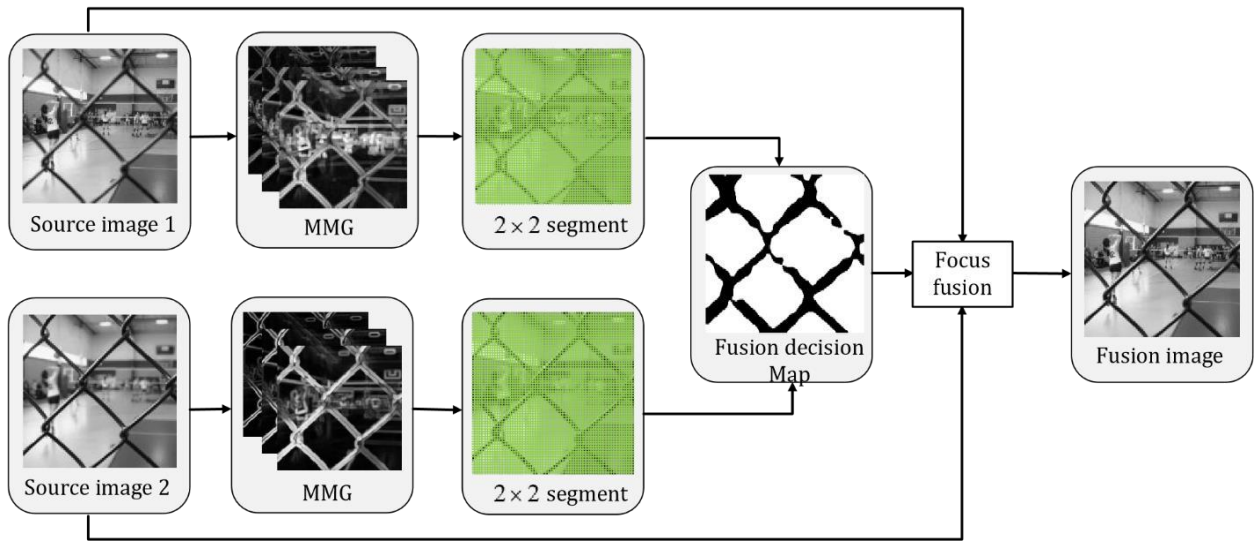 Source image 1
MMG
2 × 2 segment
Source image 2
MMG
2 × 2 segment
Fusion decision
Map
Focus
fusion
Fusion image